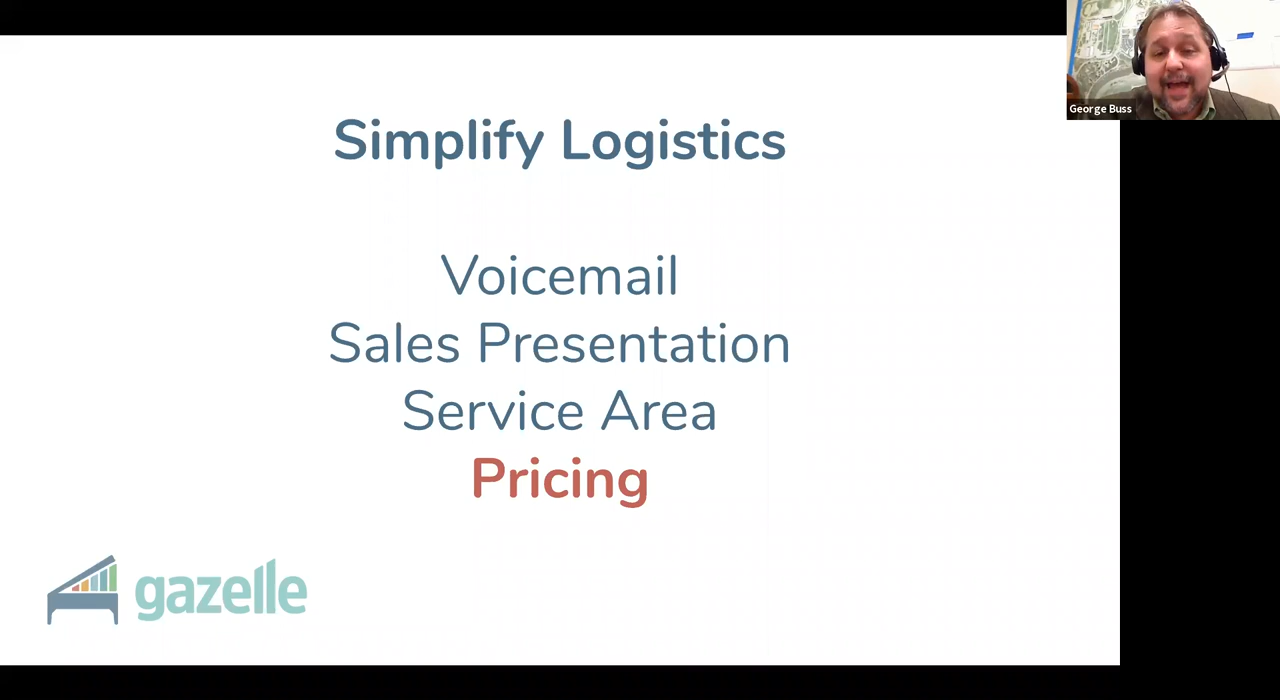 George Buss
Simplify Logistics
Voicemail
Sales Presentation
Service Area
Pricing
gazelle